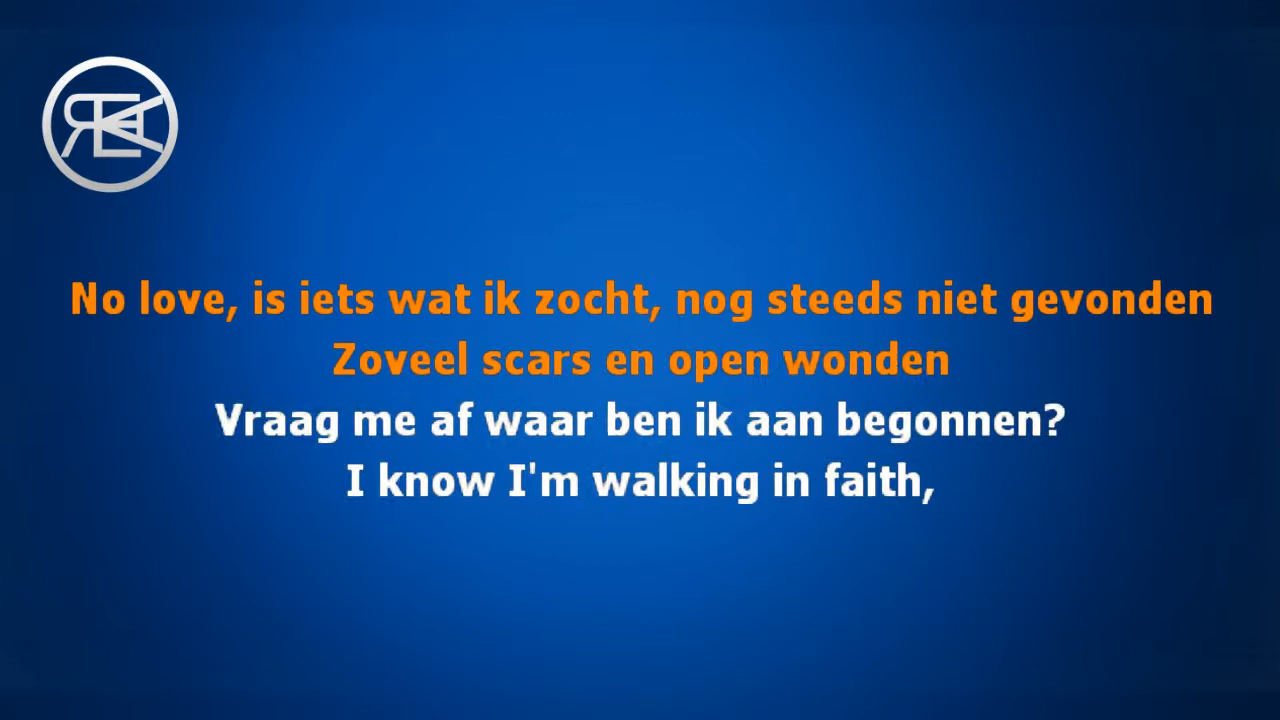 No love, is iets wat ik zocht, nog steeds niet gevonden
Zoveel scars en open wonden
Vraag me af waar ben ik aan begonnen?
I know I'm walking in faith,